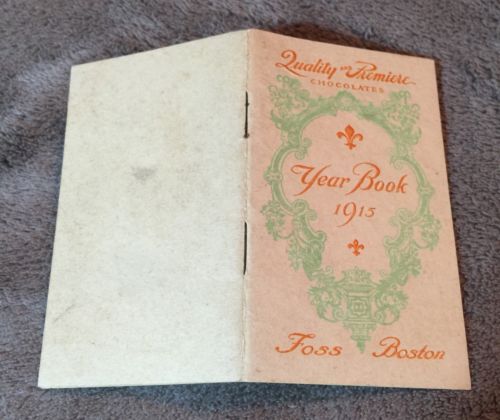 Quality Premiere
CHOCOLATES
Year Book
1915
Foss Boston